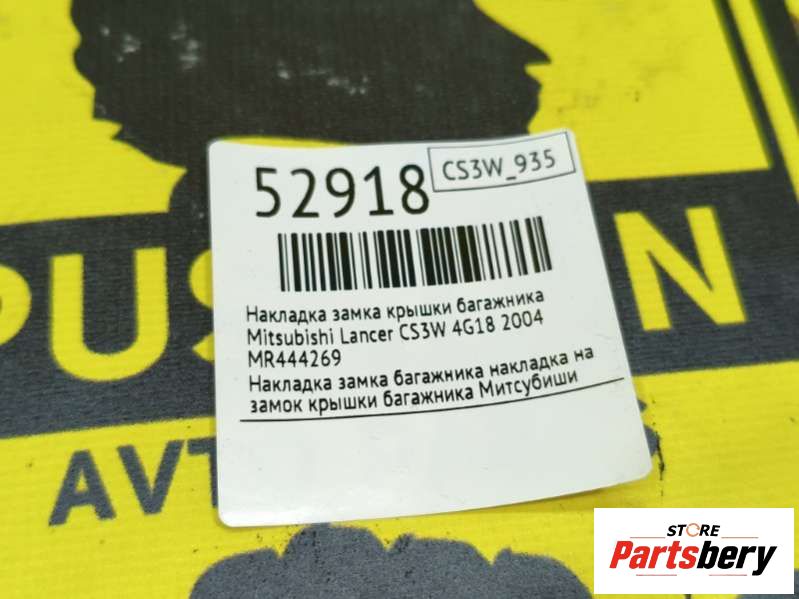 52918
CS3W_935
Накладка замка крышки багажника
Mitsubishi Lancer CS3W 4G18 2004
MR444269
Накладка замка багажника накладка на
замок крышки багажника Митсубиши
STORE
Partsbery